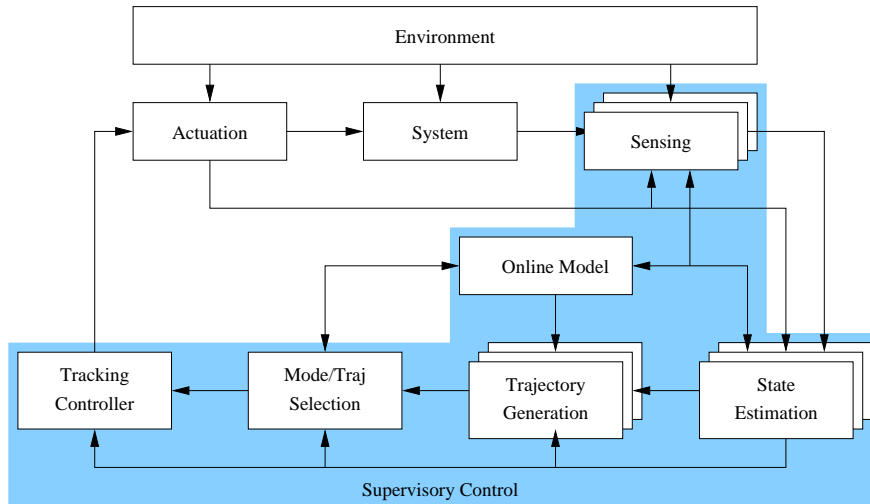 Environment
Actuation
System
Sensing
Online Model
Tracking
Controller
Mode/Traj
Selection
Trajectory
Generation
State
Estimation
Supervisory Control